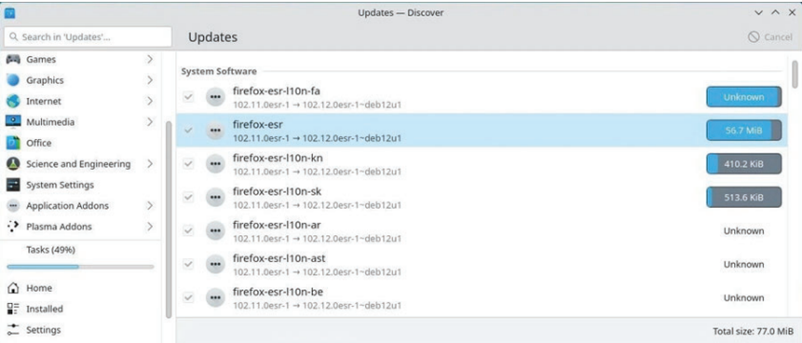 Updates — Discover
Search in 'Updates'...
Updates
Cancel
Games
Graphics
Internet
Multimedia
Office
Science and Engineering
System Settings
Application Addons
Plasma Addons
Tasks (49%)
Home
Installed
Settings
System Software
firefox-esr-l10n-fa
102.11.0esr-1 → 102.12.0esr-1~deb12u1
Unknown
firefox-esr
102.11.0esr-1 → 102.12.0esr-1~deb12u1
56.7 MiB
firefox-esr-l10n-kn
102.11.0esr-1 → 102.12.0esr-1~deb12u1
410.2 KiB
firefox-esr-l10n-sk
102.11.0esr-1 → 102.12.0esr-1~deb12u1
513.6 KiB
firefox-esr-l10n-ar
102.11.0esr-1 → 102.12.0esr-1~deb12u1
Unknown
firefox-esr-l10n-ast
102.11.0esr-1 → 102.12.0esr-1~deb12u1
Unknown
firefox-esr-l10n-be
102.11.0esr-1 → 102.12.0esr-1~deb12u1
Unknown
Total size: 77.0 MiB